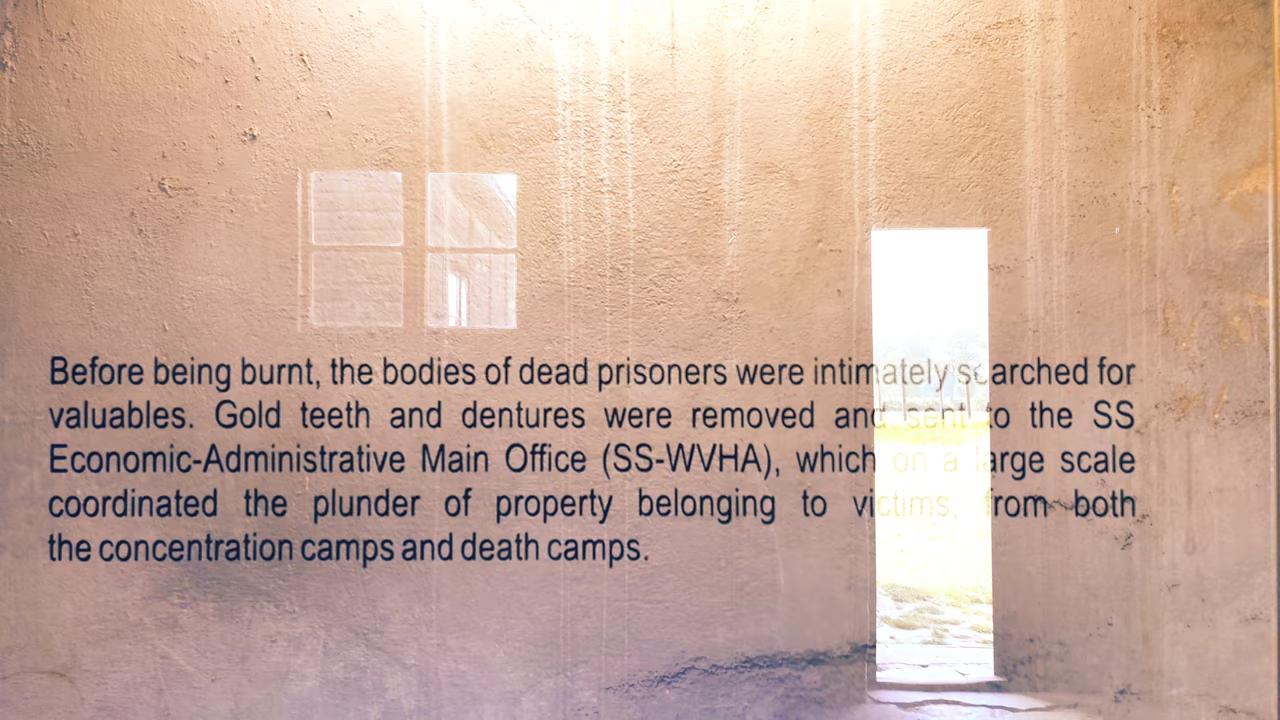 Before being burnt, the bodies of dead prisoners were intimately searched for
valuables. Gold teeth and dentures were removed and sent to the SS
Economic-Administrative Main Office (SS-WVHA), which on a large scale
coordinated the plunder of property belonging to victims, from both
the concentration camps and death camps.